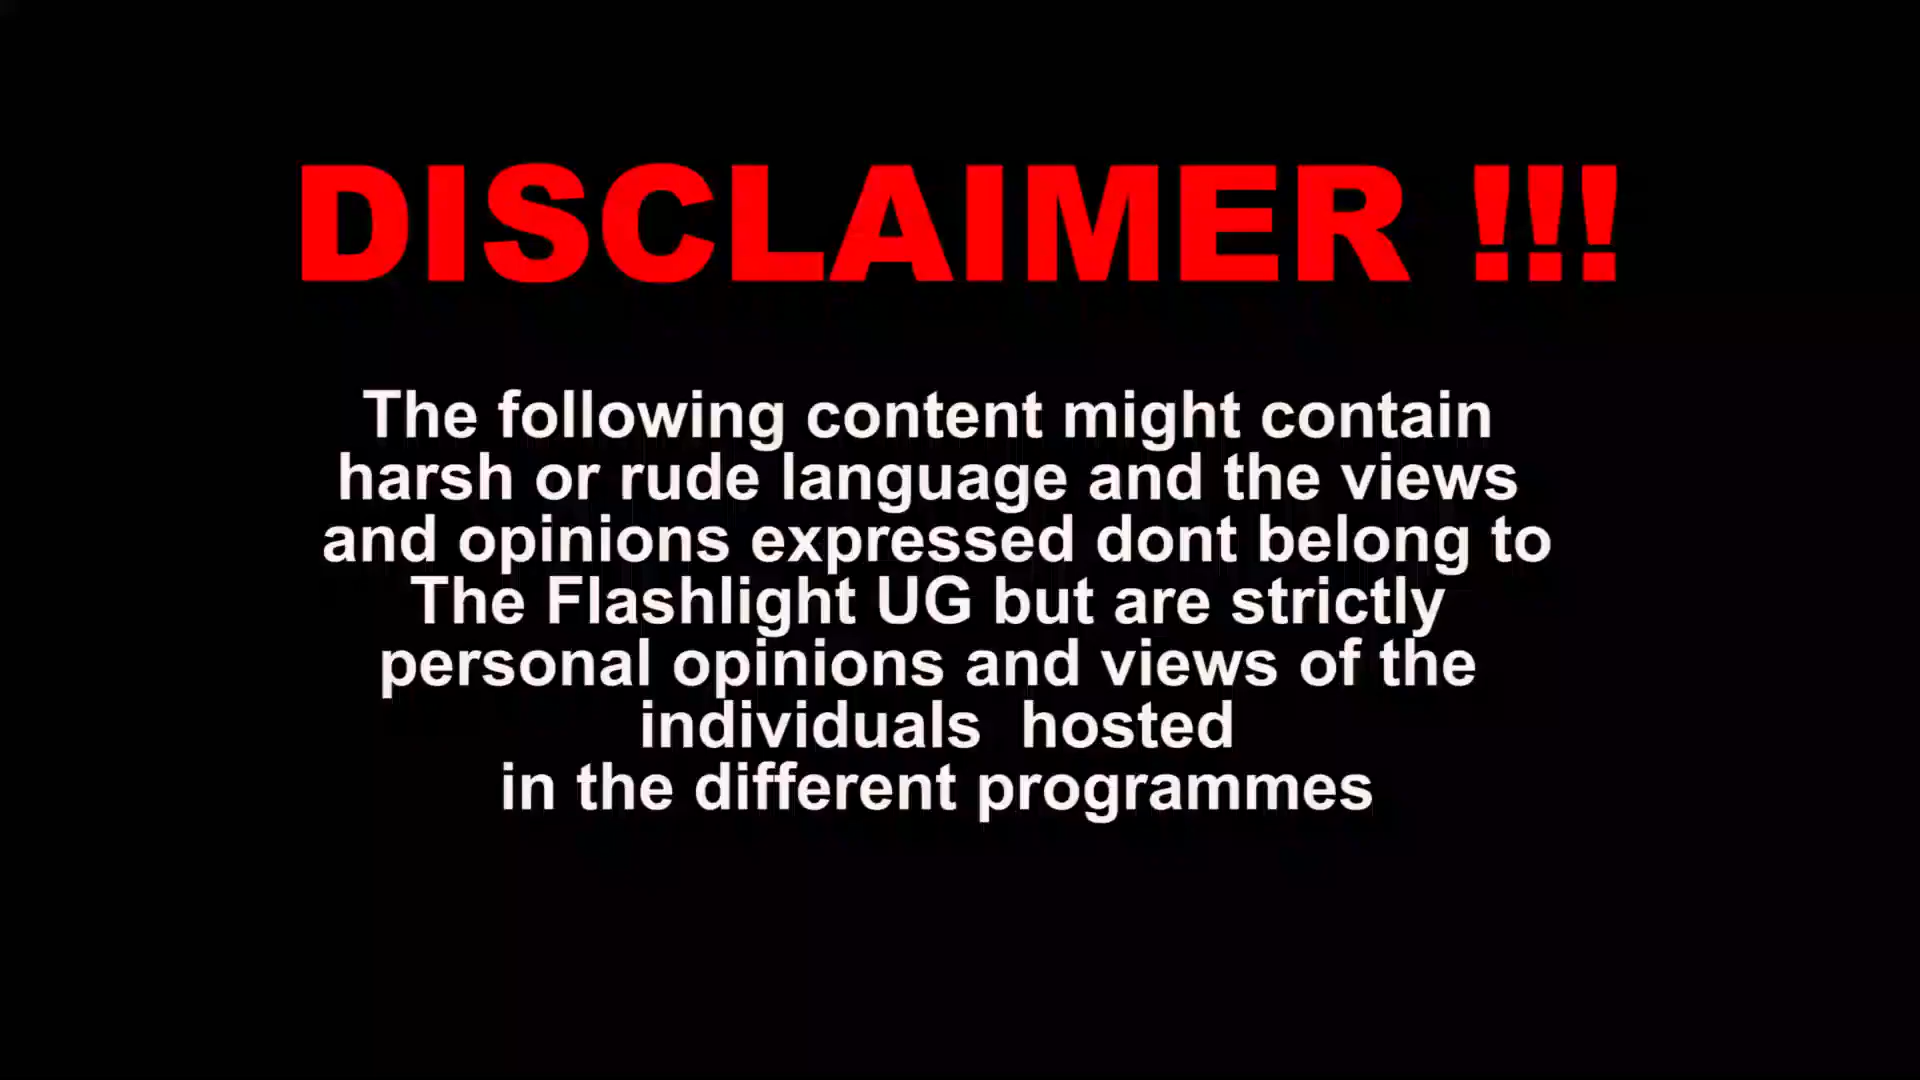 DISCLAIMER !!!
The following content might contain
harsh or rude language and the views
and opinions expressed dont belong to
The Flashlight UG but are strictly
personal opinions and views of the
individuals  hosted
in the different programmes